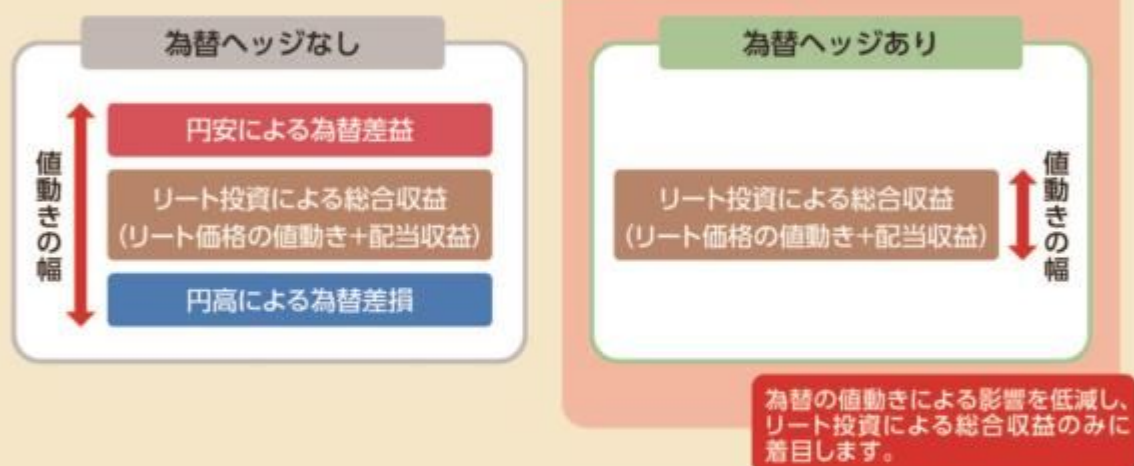 為替ヘッジなし
値動きの幅
円安による為替差益
リート投資による総合収益
(リート価格の値動き+配当収益)
円高による為替差損
為替ヘッジあり
リート投資による総合収益
(リート価格の値動き+配当収益)
値動きの幅
為替の値動きによる影響を低減し、
リート投資による総合収益のみに
着目します。